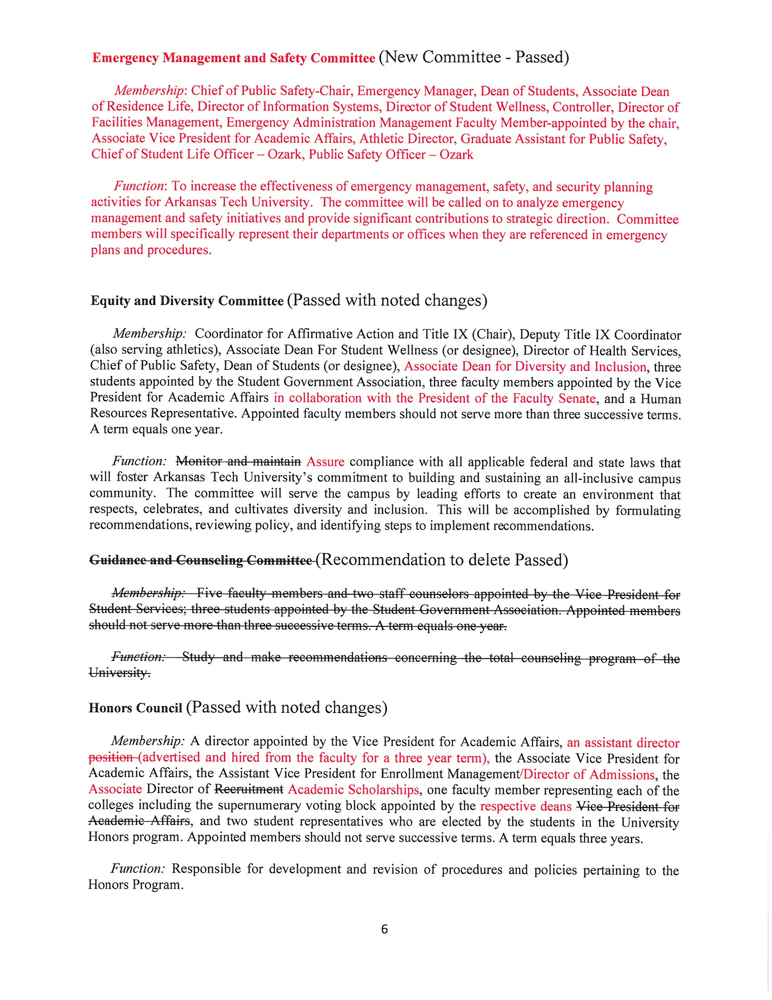 Emergency Management and Safety Committee (New Committee - Passed)
Membership: Chief of Public Safety-Chair, Emergency Manager, Dean of Students, Associate Dean
of Residence Life, Director of Information Systems, Director of Student Wellness, Controller, Director of
Facilities Management, Emergency Administration Management Faculty Member-appointed by the chair,
Associate Vice President for Academic Affairs, Athletic Director, Graduate Assistant for Public Safety,
Chief of Student Life Officer – Ozark, Public Safety Officer – Ozark
Function: To increase the effectiveness of emergency management, safety, and security planning
activities for Arkansas Tech University. The committee will be called on to analyze emergency
management and safety initiatives and provide significant contributions to strategic direction. Committee
members will specifically represent their departments or offices when they are referenced in emergency
plans and procedures.
Equity and Diversity Committee (Passed with noted changes)
Membership: Coordinator for Affirmative Action and Title IX (Chair), Deputy Title IX Coordinator
(also serving athletics), Associate Dean For Student Wellness (or designee), Director of Health Services,
Chief of Public Safety, Dean of Students (or designee), Associate Dean for Diversity and Inclusion, three
students appointed by the Student Government Association, three faculty members appointed by the Vice
President for Academic Affairs in collaboration with the President of the Faculty Senate, and a Human
Resources Representative. Appointed faculty members should not serve more than three successive terms.
A term equals one year.
Function: Monitor and maintain Assure compliance with all applicable federal and state laws that
will foster Arkansas Tech University’s commitment to building and sustaining an all-inclusive campus
community. The committee will serve the campus by leading efforts to create an environment that
respects, celebrates, and cultivates diversity and inclusion. This will be accomplished by formulating
recommendations, reviewing policy, and identifying steps to implement recommendations.
Guidance and Counseling Committee (Recommendation to delete Passed)
Membership: Five faculty members and two staff counselors appointed by the Vice President for
Student Services; three students appointed by the Student Government Association. Appointed members
should not serve more than three successive terms. A term equals one year.
Function: Study and make recommendations concerning the total counseling program of the
University.
Honors Council (Passed with noted changes)
Membership: A director appointed by the Vice President for Academic Affairs, an assistant director
position (advertised and hired from the faculty for a three year term), the Associate Vice President for
Academic Affairs, the Assistant Vice President for Enrollment Management/Director of Admissions, the
Associate Director of Recruitment Academic Scholarships, one faculty member representing each of the
colleges including the supernumerary voting block appointed by the respective deans Vice President for
Academic Affairs, and two student representatives who are elected by the students in the University
Honors program. Appointed members should not serve successive terms. A term equals three years.
Function: Responsible for development and revision of procedures and policies pertaining to the
Honors Program.
6